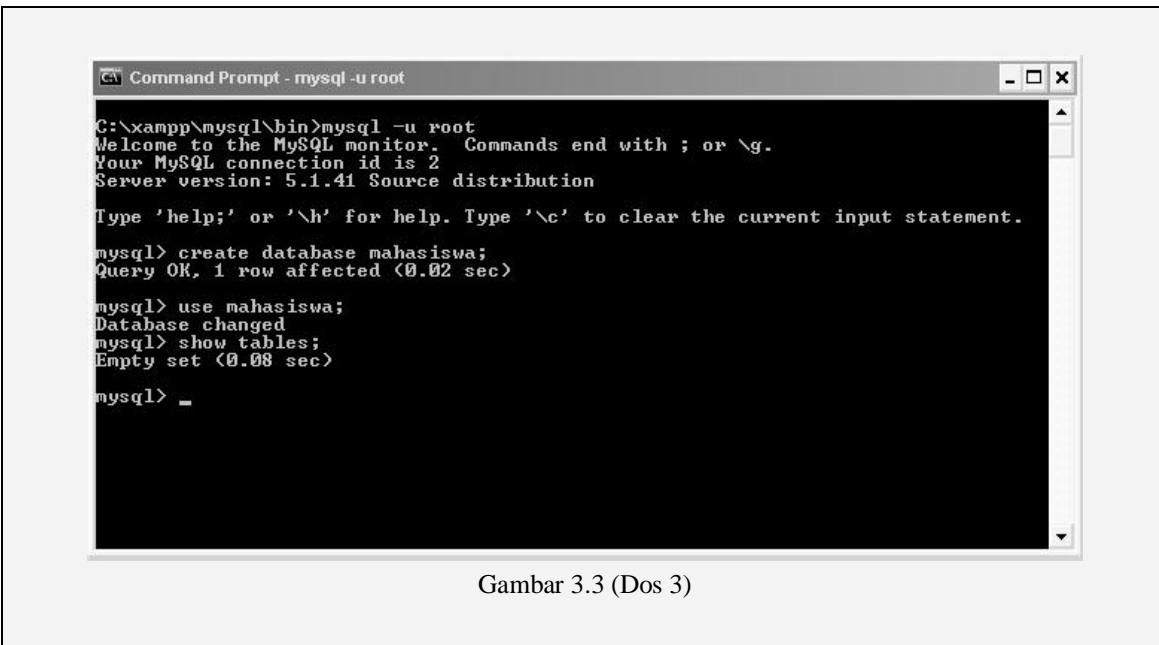 Command Prompt - mysql -u root
C:\xampp\mysql\bin>mysql -u root
Welcome to the MySQL monitor.  Commands end with ; or \g.
Your MySQL connection id is 2
Server version: 5.1.41 Source distribution
Type 'help;' or '\h' for help. Type '\c' to clear the current input statement.
mysql> create database mahasiswa;
Query OK, 1 row affected (0.02 sec)
mysql> use mahasiswa;
Database changed
mysql> show tables;
Empty set (0.08 sec)
mysql> _
Gambar 3.3 (Dos 3)